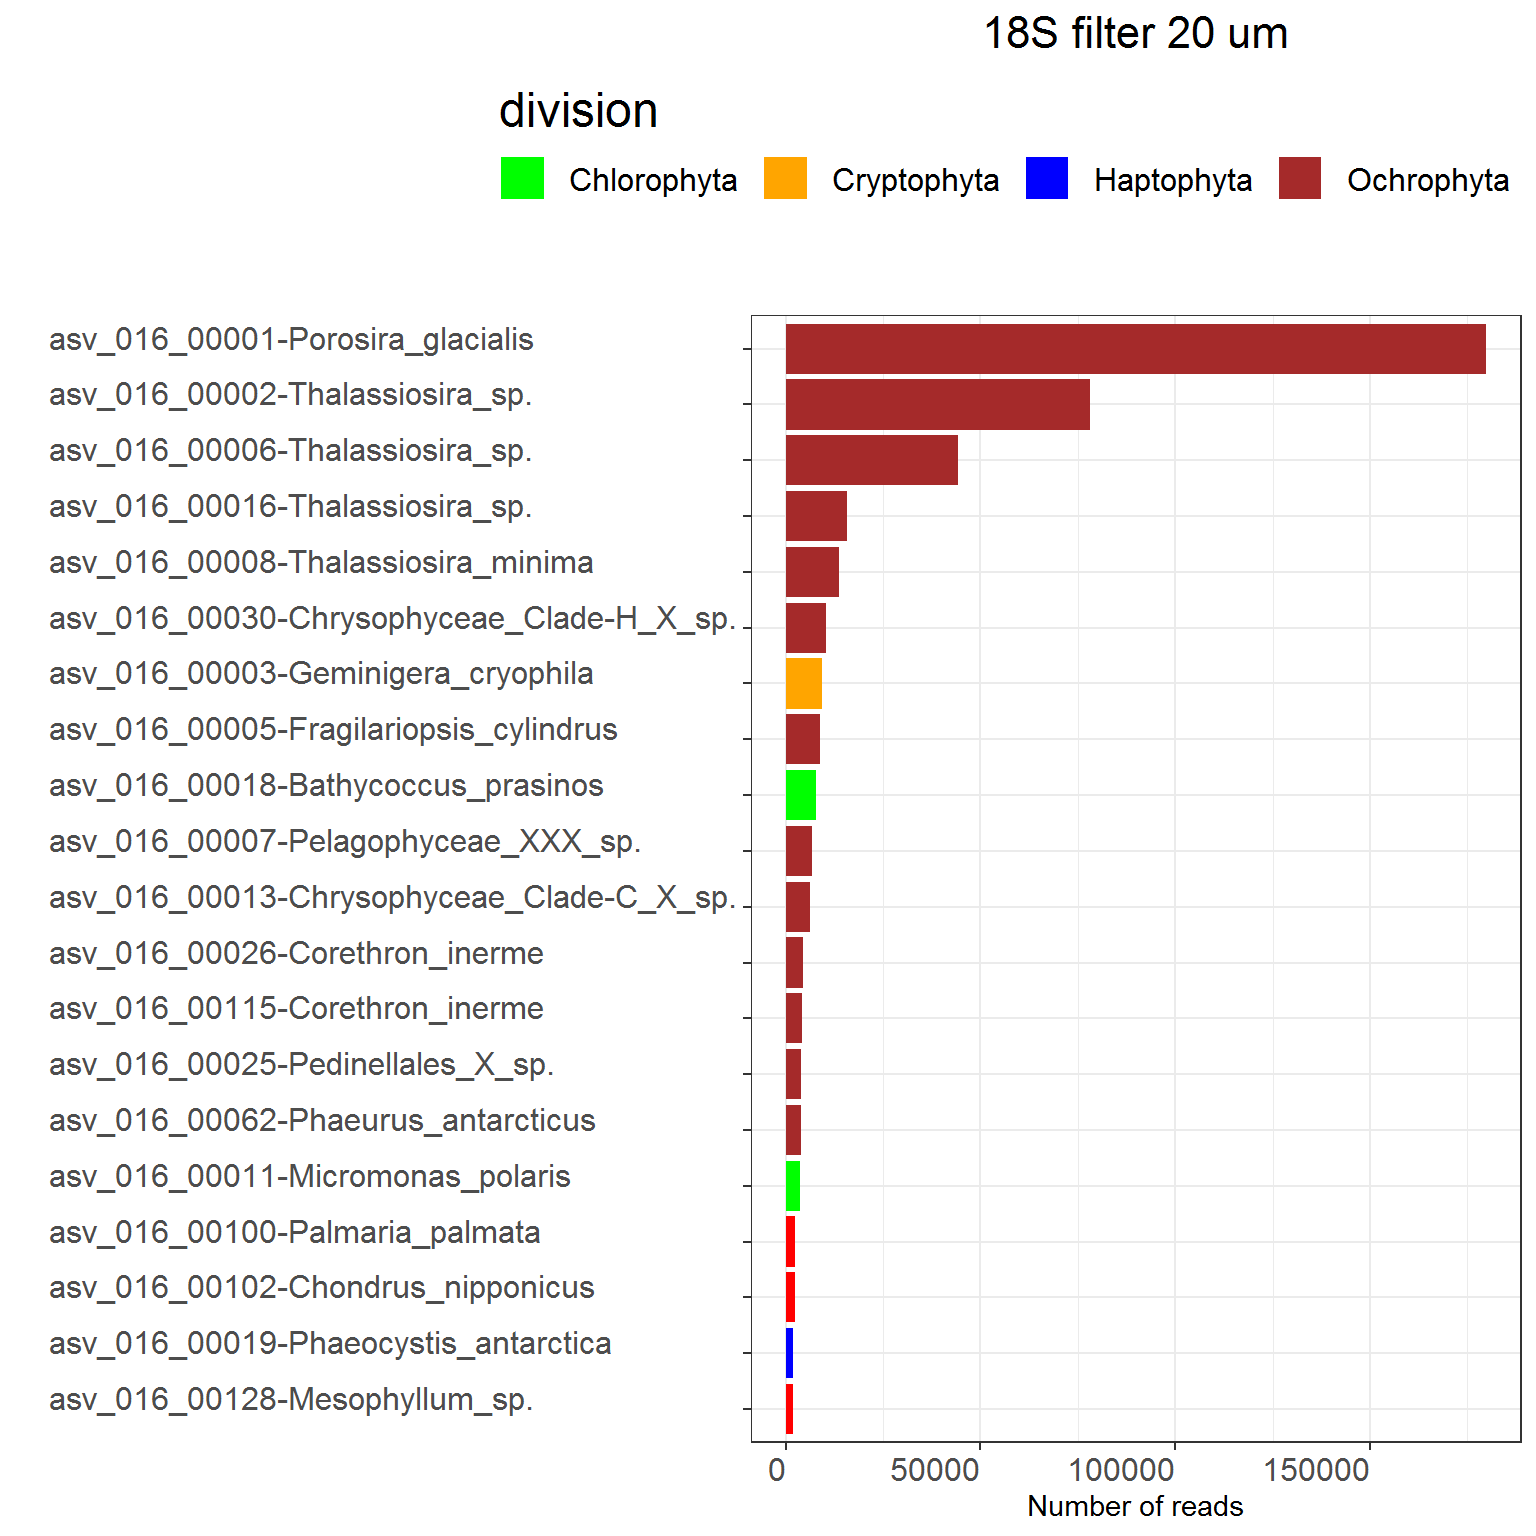 18S filter 20 um
division
Chlorophyta Cryptophyta Haptophyta Ochrophyta
asv_016_00001-Porosira_glacialis
asv_016_00002-Thalassiosira_sp.
asv_016_00006-Thalassiosira_sp.
asv_016_00016-Thalassiosira_sp.
asv_016_00008-Thalassiosira_minima
asv_016_00030-Chrysophyceae_Clade-H_X_sp.
asv_016_00003-Geminigera_cryophila
asv_016_00005-Fragilariopsis_cylindrus
asv_016_00018-Bathycoccus_prasinos
asv_016_00007-Pelagophyceae_XXX_sp.
asv_016_00013-Chrysophyceae_Clade-C_X_sp.
asv_016_00026-Corethron_inerme
asv_016_00115-Corethron_inerme
asv_016_00025-Pedinellales_X_sp.
asv_016_00062-Phaeurus_antarcticus
asv_016_00011-Micromonas_polaris
asv_016_00100-Palmaria_palmata
asv_016_00102-Chondrus_nipponicus
asv_016_00019-Phaeocystis_antarctica
asv_016_00128-Mesophyllum_sp.
0 50000 100000 150000
Number of reads